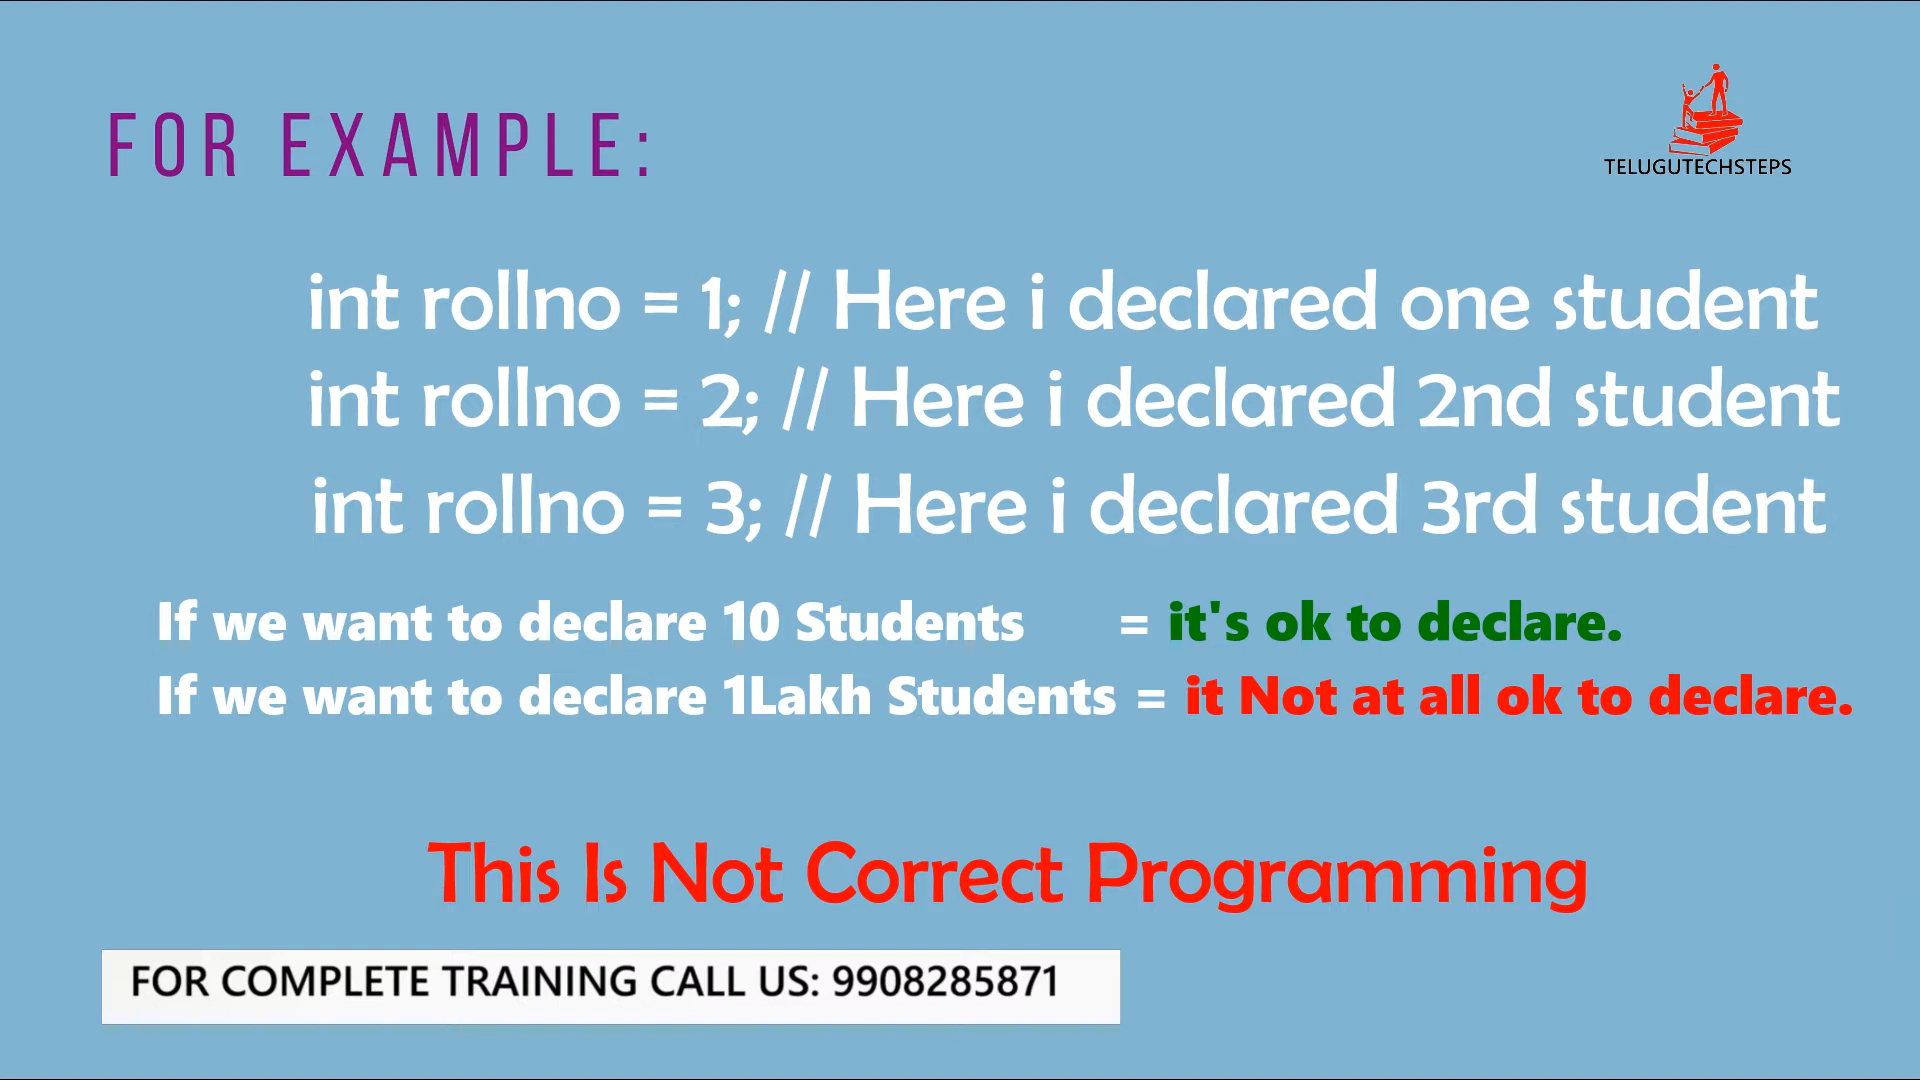 FOR EXAMPLE:
TELUGUTECHSTEPS
int rollno = 1; // Here i declared one student
int rollno = 2; // Here i declared 2nd student
int rollno = 3; // Here i declared 3rd student
If we want to declare 10 Students = it's ok to declare.
If we want to declare 1Lakh Students = it Not at all ok to declare.
This Is Not Correct Programming
FOR COMPLETE TRAINING CALL US: 9908285871